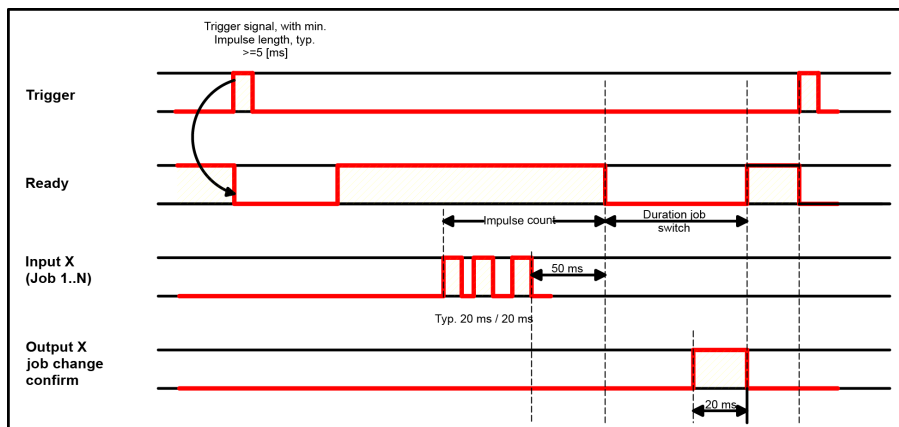 Trigger signal, with min.
Impulse length, typ.
>=5 [ms]
Trigger
Ready
Impulse count
Duration job
switch
Input X
(Job 1..N)
50 ms
Typ. 20 ms / 20 ms
Output X
job change
confirm
20 ms